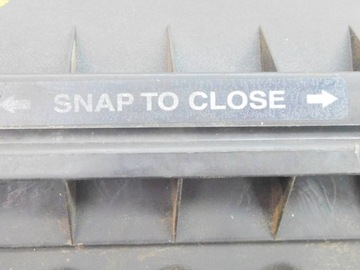 ← SNAP TO CLOSE →